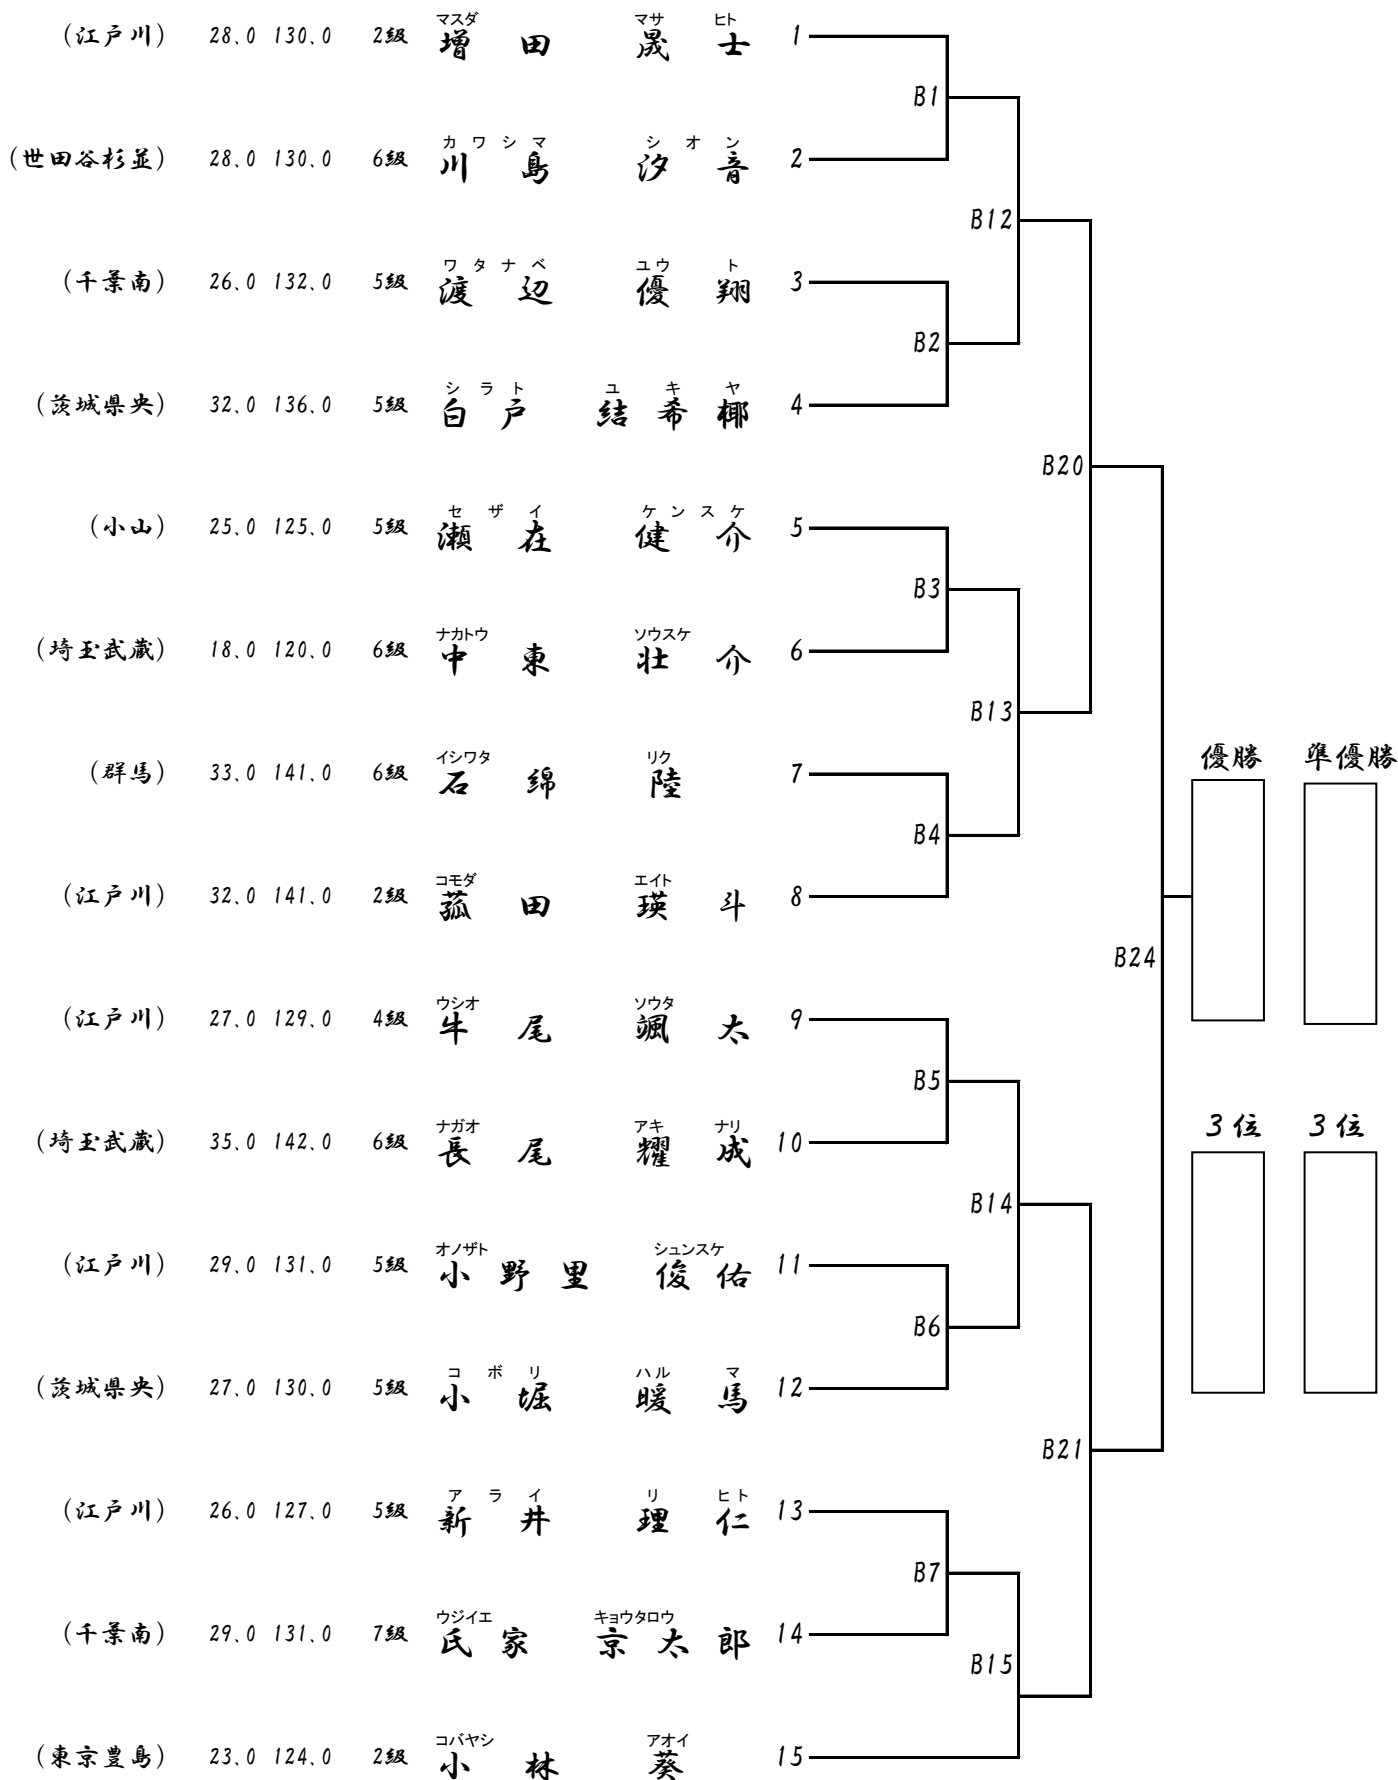 マスダ マサ ヒト
(江戸川) 28.0 130.0 2級 増田 晟士 1
B1
カワシマ シオン
(世田谷杉並) 28.0 130.0 6級 川島 汐音 2
B12
ワタナベ ユウ ト
(千葉南) 26.0 132.0 5級 渡辺 優翔 3
B2
シラト ユ キ ヤ
(茨城県央) 32.0 136.0 5級 白戸 結希椰 4
B20
セザイ ケンスケ
(小山) 25.0 125.0 5級 瀬在 健介 5
B3
ナカトウ ソウスケ
(埼玉武蔵) 18.0 120.0 6級 中東 壮介 6
B13
優勝 準優勝
イシワタ リク
(群馬) 33.0 141.0 6級 石綿 陸 7
B4
コモダ エイト
(江戸川) 32.0 141.0 2級 菰田 瑛斗 8
B24
ウシオ ソウタ
(江戸川) 27.0 129.0 4級 牛尾 颯太 9
B5
3位 3位
ナガオ アキ ナリ
(埼玉武蔵) 35.0 142.0 6級 長尾 耀成 10
B14
オノザト シュンスケ
(江戸川) 29.0 131.0 5級 小野里 俊佑 11
B6
コボリ ハル マ
(茨城県央) 27.0 130.0 5級 小堀 暖馬 12
B21
アライ リ ヒト
(江戸川) 26.0 127.0 5級 新井 理仁 13
B7
ウジイエ キョウタロウ
(千葉南) 29.0 131.0 7級 氏家 京太郎 14
B15
コバヤシ アオイ
(東京豊島) 23.0 124.0 2級 小林 葵 15